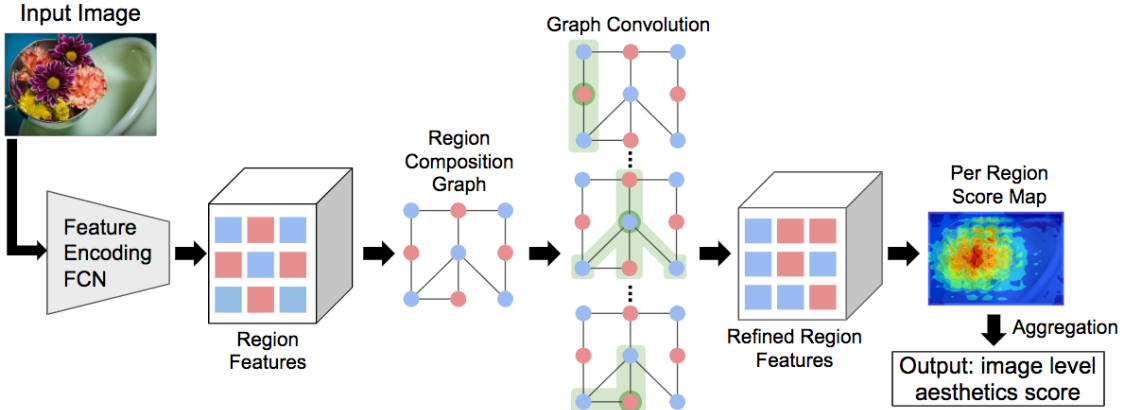 Input Image
Feature
Encoding
FCN
Region
Features
Region
Composition
Graph
Graph Convolution
Refined Region
Features
Per Region
Score Map
Aggregation
Output: image level
aesthetics score